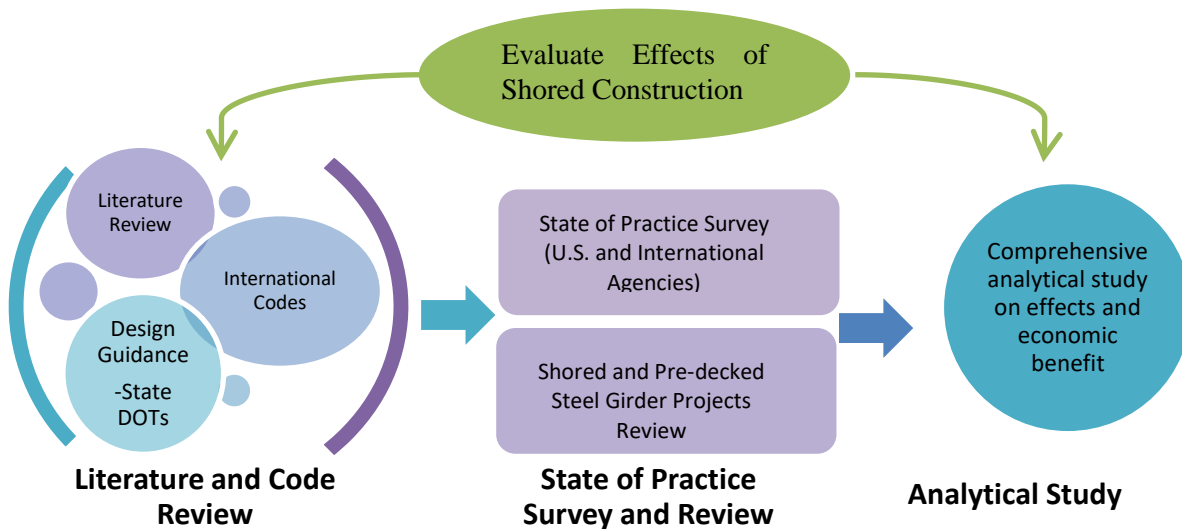 Evaluate Effects of
Shored Construction
Literature
Review
International
Codes
Design
Guidance
-State
DOTs
Literature and Code
Review
State of Practice Survey
(U.S. and International
Agencies)
Shored and Pre-decked
Steel Girder Projects
Review
State of Practice
Survey and Review
Comprehensive
analytical study
on effects and
economic
benefit
Analytical Study